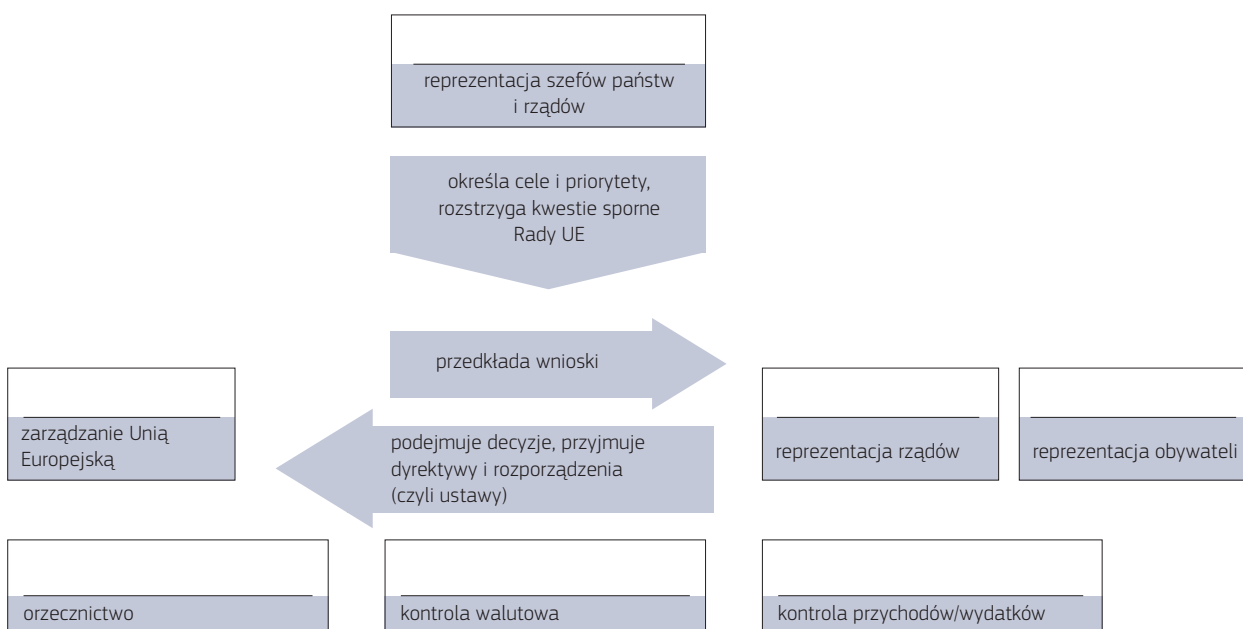 reprezentacja szefów państw
i rządów
określa cele i priorytety,
rozstrzyga kwestie sporne
Rady UE
przedkłada wnioski
zarządzanie Unią
Europejską
podejmuje decyzje, przyjmuje
dyrektywy i rozporządzenia
(czyli ustawy)
reprezentacja rządów
reprezentacja obywateli
orzecznictwo
kontrola walutowa
kontrola przychodów/wydatków